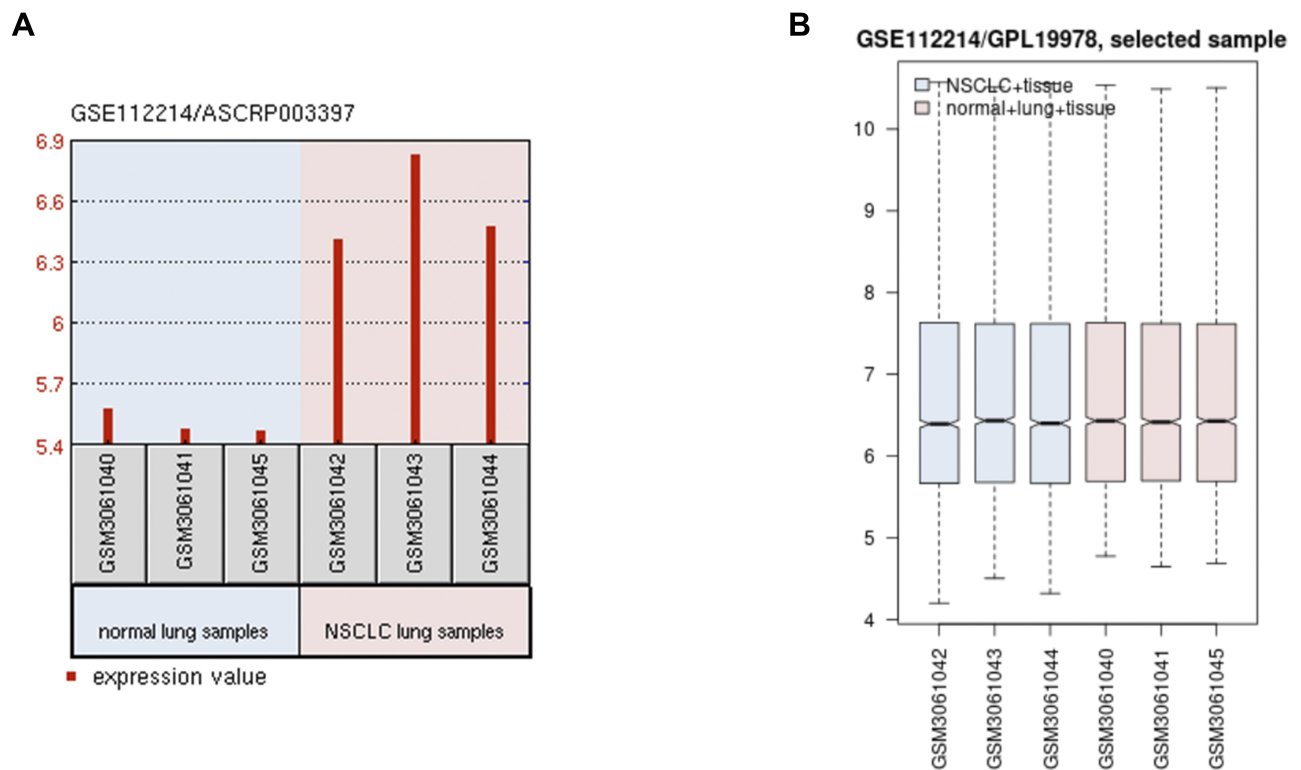 A
GSE112214/ASCRP003397
6.9
6.6
6.3
6
5.7
5.4
GSM3061040
GSM3061041
GSM3061045
GSM3061042
GSM3061043
GSM3061044
normal lung samples
NSCLC lung samples
expression value
B
GSE112214/GPL19978, selected sample
NSCLC+tissue
normal+lung+tissue
10
9
8
7
6
5
4
GSM3061042
GSM3061043
GSM3061044
GSM3061040
GSM3061041
GSM3061045